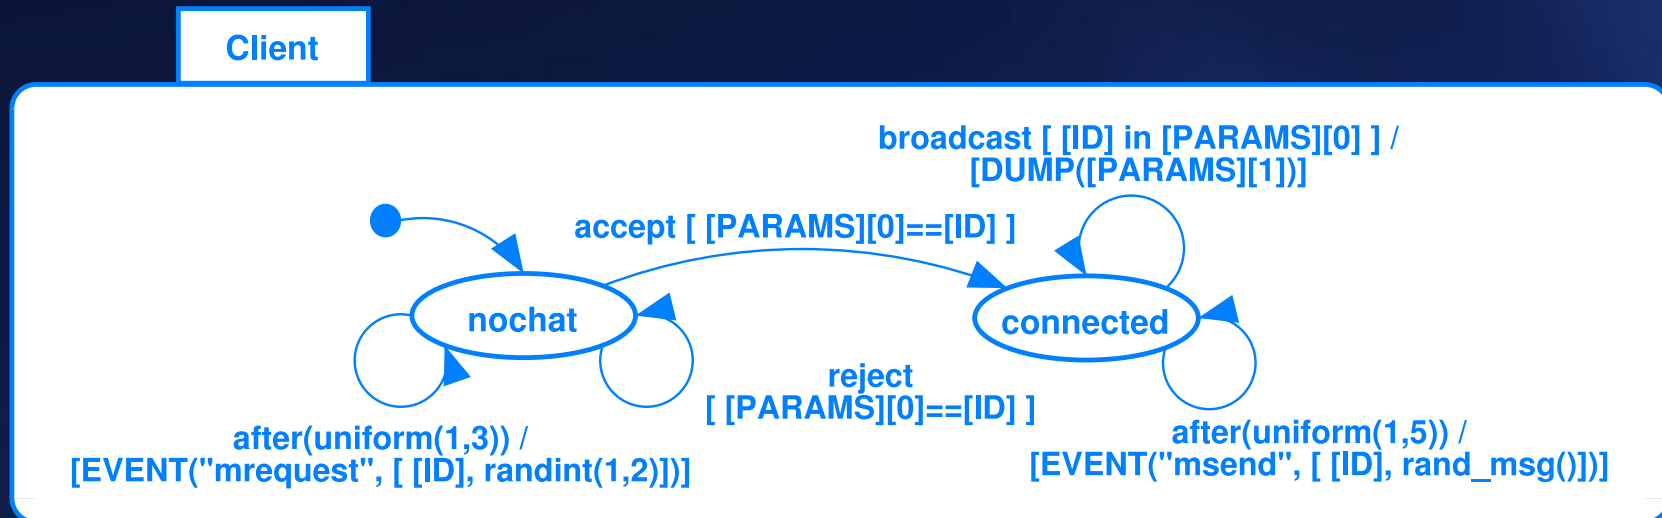 Client
broadcast [ [ID] in [PARAMS][0] ] /
[DUMP([PARAMS][1])]
accept [ [PARAMS][0]==[ID] ]
nochat
connected
reject
[ [PARAMS][0]==[ID] ]
after(uniform(1,3)) /
[EVENT("mrequest", [ [ID], randint(1,2)])]
after(uniform(1,5)) /
[EVENT("msend", [ [ID], rand_msg()])]